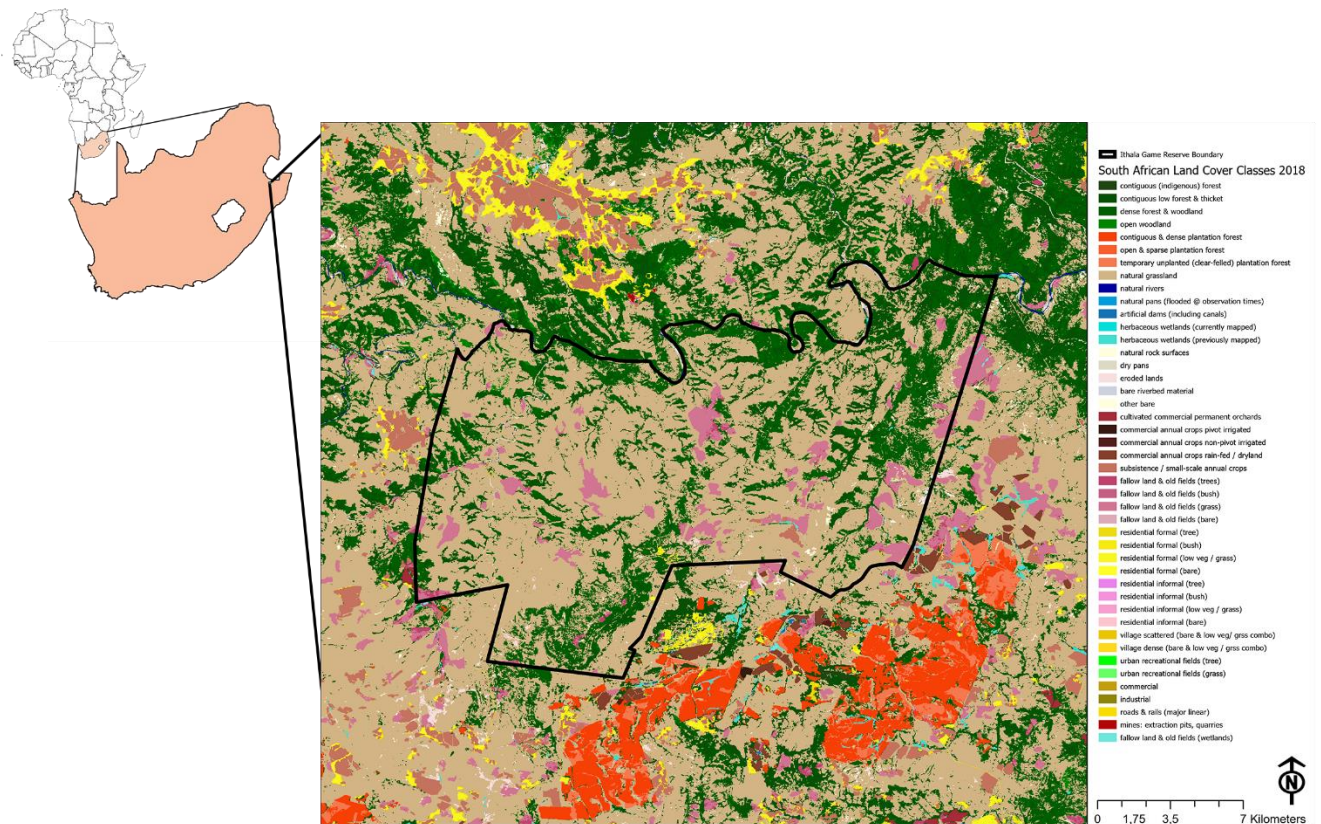 Ithala Game Reserve Boundary
South African Land Cover Classes 2018
contiguous (indigenous) forest
contiguous low forest & thicket
dense forest & woodland
open woodland
contiguous & dense plantation forest
open & sparse plantation forest
temporary unplanted (clear-felled) plantation forest
natural grassland
natural rivers
natural pans (flooded @ observation times)
artificial dams (including canals)
herbaceous wetlands (currently mapped)
herbaceous wetlands (previously mapped)
natural rock surfaces
dry pans
eroded lands
bare riverbed material
other bare
cultivated commercial permanent orchards
commercial annual crops pivot irrigated
commercial annual crops non-pivot irrigated
commercial annual crops rain-fed / dryland
subsistence / small-scale annual crops
fallow land & old fields (trees)
fallow land & old fields (bush)
fallow land & old fields (grass)
fallow land & old fields (bare)
residential formal (tree)
residential formal (bush)
residential formal (low veg / grass)
residential formal (bare)
residential informal (tree)
residential informal (bush)
residential informal (low veg / grass)
residential informal (bare)
village scattered (bare & low veg/ grss combo)
village dense (bare & low veg / grss combo)
urban recreational fields (tree)
urban recreational fields (grass)
commercial
industrial
roads & rails (major linear)
mines: extraction pits, quarries
fallow land & old fields (wetlands)
N
0 1,75 3,5 7 Kilometers